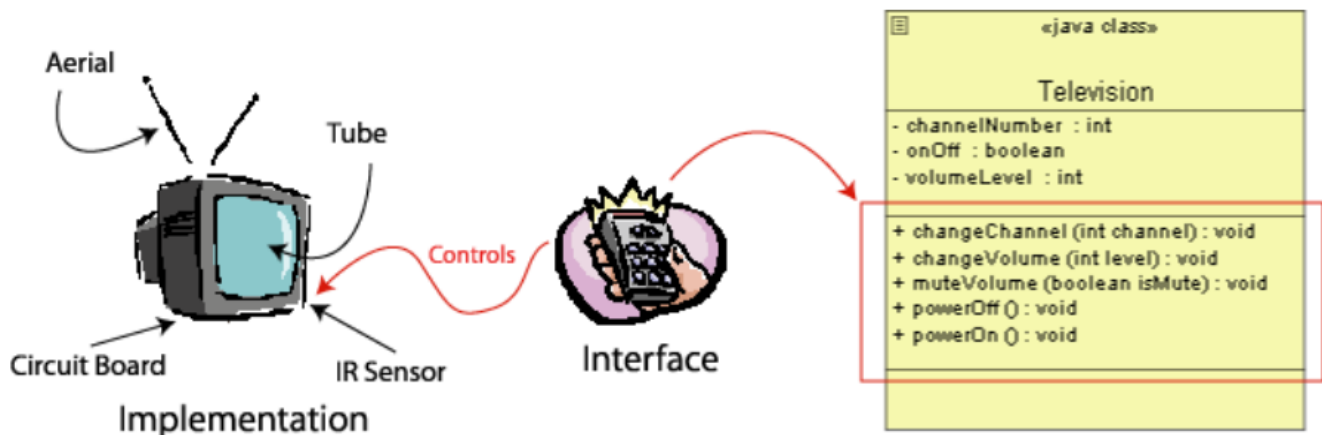 Aerial
Tube
Controls
Circuit Board
IR Sensor
Implementation
Interface
«java class»
Television
- channelNumber : int
- onOff : boolean
- volumeLevel : int
+ changeChannel (int channel) : void
+ changeVolume (int level) : void
+ muteVolume (boolean isMute) : void
+ powerOff () : void
+ powerOn () : void